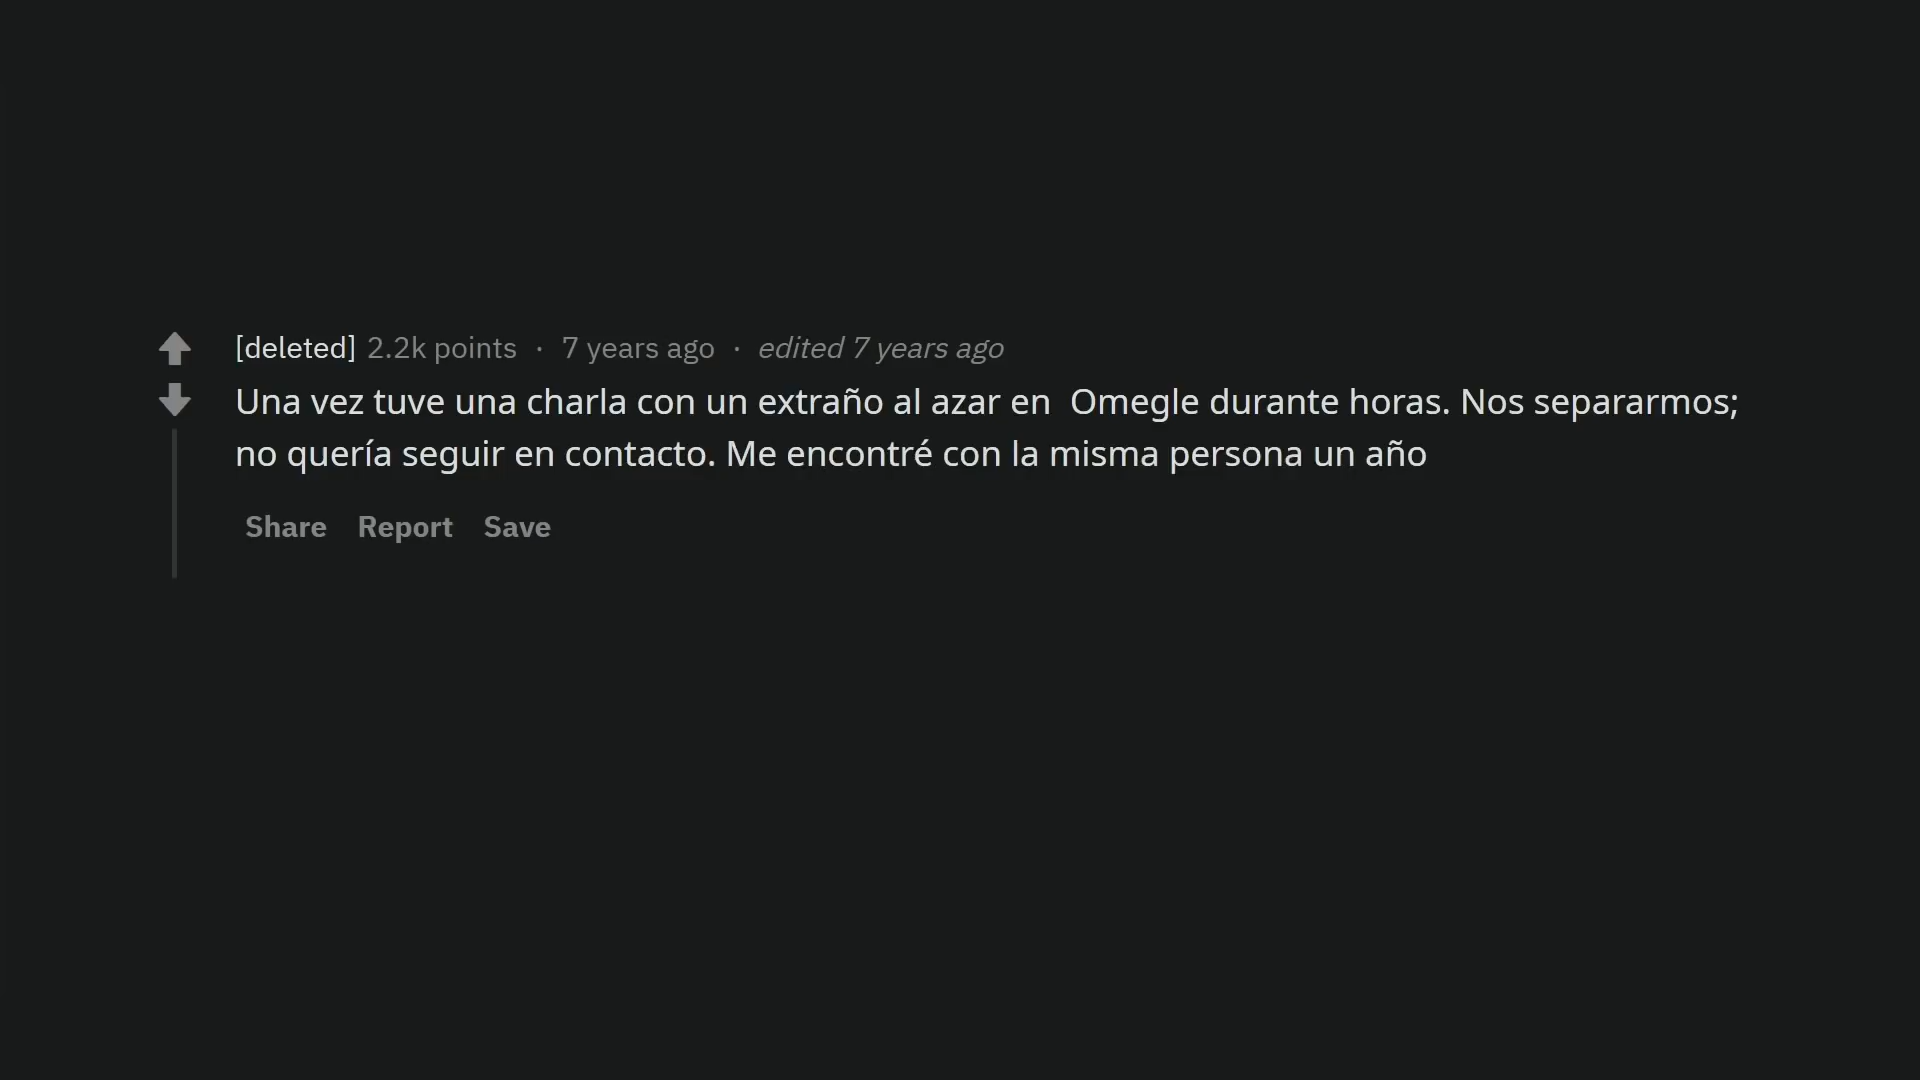 [deleted] 2.2k points · 7 years ago · edited 7 years ago
Una vez tuve una charla con un extraño al azar en  Omegle durante horas. Nos separarmos;
no quería seguir en contacto. Me encontré con la misma persona un año
Share Report Save